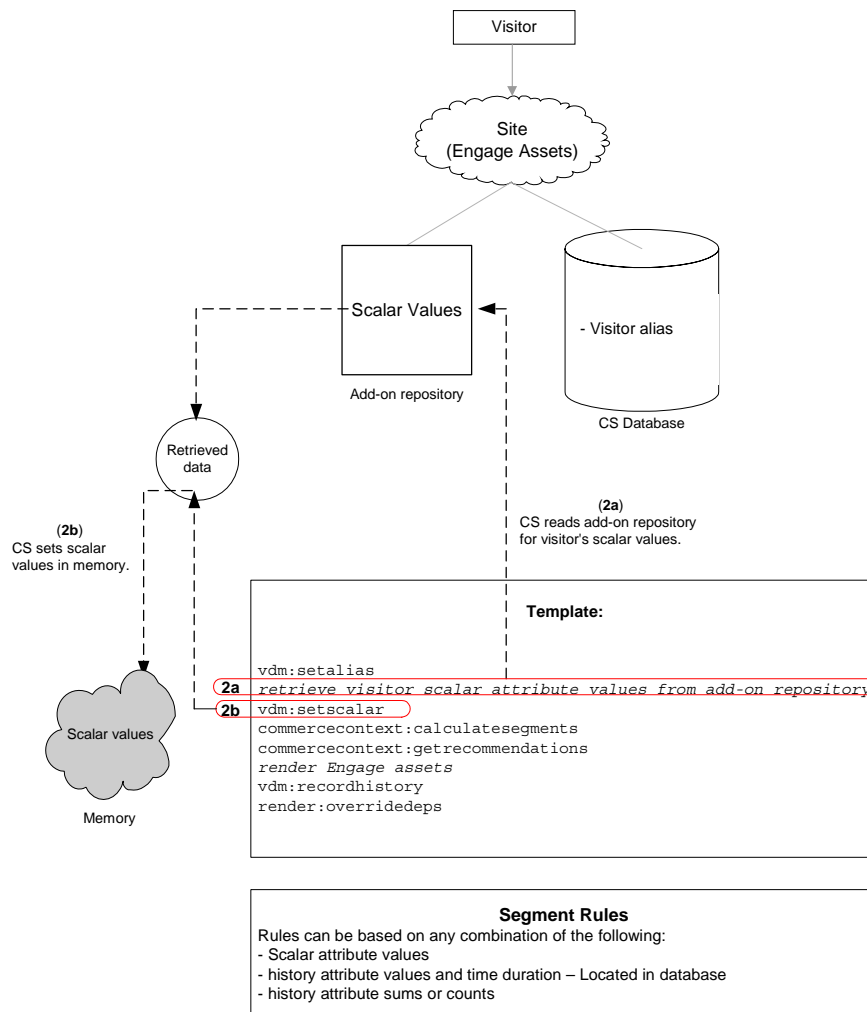 Visitor
Site
(Engage Assets)
Scalar Values
- Visitor alias
Add-on repository
CS Database
Retrieved
data
(2a)
CS reads add-on repository
for visitor's scalar values.
(2b)
CS sets scalar
values in memory.
Template:
vdm:setalias
2a retrieve visitor scalar attribute values from add-on repository
2b vdm:setscalar
commercecontext:calculatesegments
commercecontext:getrecommendations
render Engage assets
vdm:recordhistory
render:overridedeps
Scalar values
Memory
Segment Rules
Rules can be based on any combination of the following:
- Scalar attribute values
- history attribute values and time duration – Located in database
- history attribute sums or counts